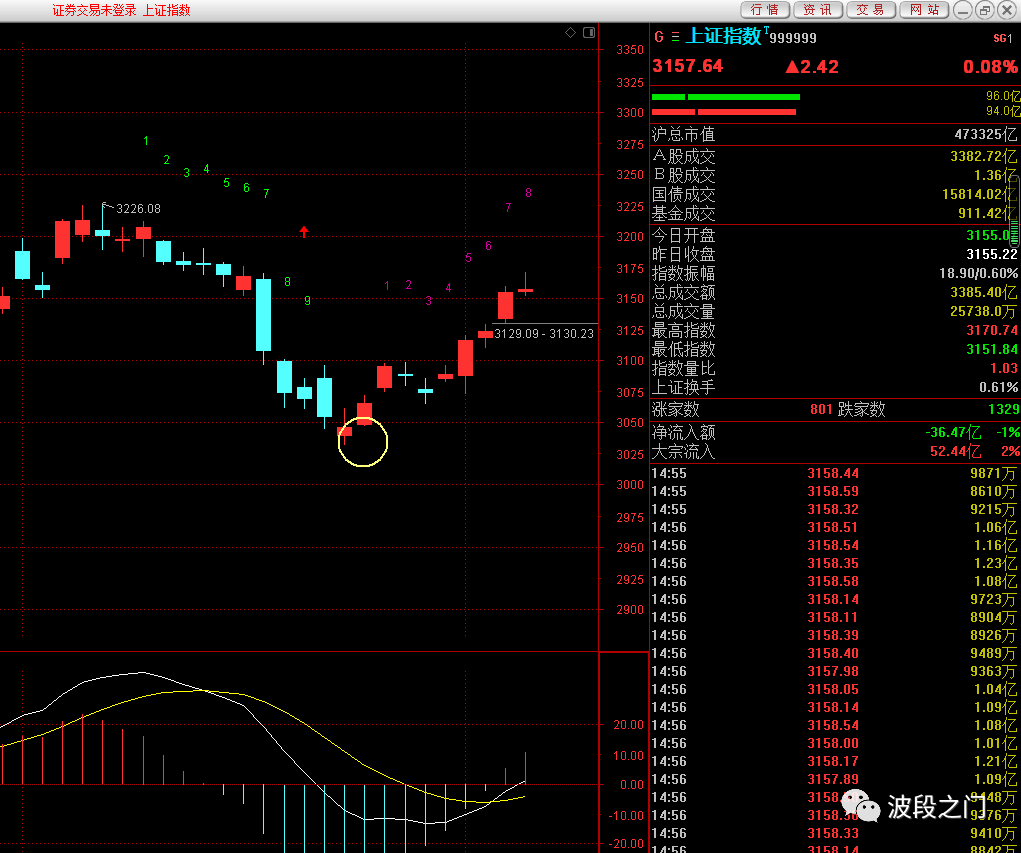 证券交易未登录 上证指数
行情 资讯 交易 网站
G 上证指数 T 999999
SG1
3157.64 ▲2.42 0.08%
96.0亿
94.0亿
沪总市值 473325亿
A股成交 3382.72亿
B股成交 1.36亿
国债成交 15814.02亿
基金成交 911.42亿
今日开盘 3155.0
昨日收盘 3155.22
指数振幅 18.90/0.60%
总成交额 3385.40亿
总成交量 25738.0万
最高指数 3170.74
最低指数 3151.84
指数量比 1.03
上证换手 0.61%
涨家数 801 跌家数 1329
净流入额 -36.47亿 -1%
大宗流入 52.44亿 2%
14:55 3158.44 9871万
14:55 3158.59 8610万
14:55 3158.32 9215万
14:56 3158.51 1.06亿
14:56 3158.54 1.16亿
14:56 3158.35 1.23亿
14:56 3158.58 1.08亿
14:56 3158.14 9723万
14:56 3158.11 8904万
14:56 3158.39 8926万
14:56 3158.40 9489万
14:56 3157.98 9363万
14:56 3158.05 1.04亿
14:56 3158.14 1.09亿
14:56 3158.54 1.08亿
14:56 3158.00 1.01亿
14:56 3158.17 1.21亿
14:56 3157.89 1.09亿
14:56
14:56
14:56 3158.33 9410万
14:56 3158.14 8842万
波段之门
3350
3325
3300
3275
3250
3225
3200
3175
3150
3125
3100
3075
3050
3025
3000
2975
2950
2925
2900
20.00
10.00
0.00
-10.00
-20.00
1 2 3 4 5 6 7 8 9
3226.08
1 2 3 4 5 6 7 8
3129.09 - 3130.23